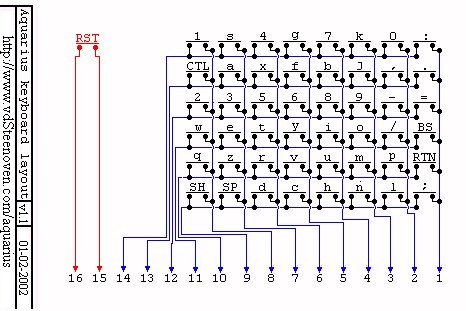 Aquarius keyboard layout v1.1 01-02-2002
http://www.vdSteenoven.com/aquarius
RST
1 s 4 g 7 k 0 :
CTL a x f b J , .
2 3 5 6 8 9 - =
w e t y i o / BS
q z r v u m p RTN
SH SP d c h n l ;
16 15 14 13 12 11 10 9 8 7 6 5 4 3 2 1